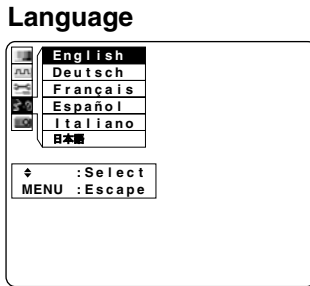 Language
English
Deutsch
Français
Español
Italiano
日本語
:Select
MENU :Escape